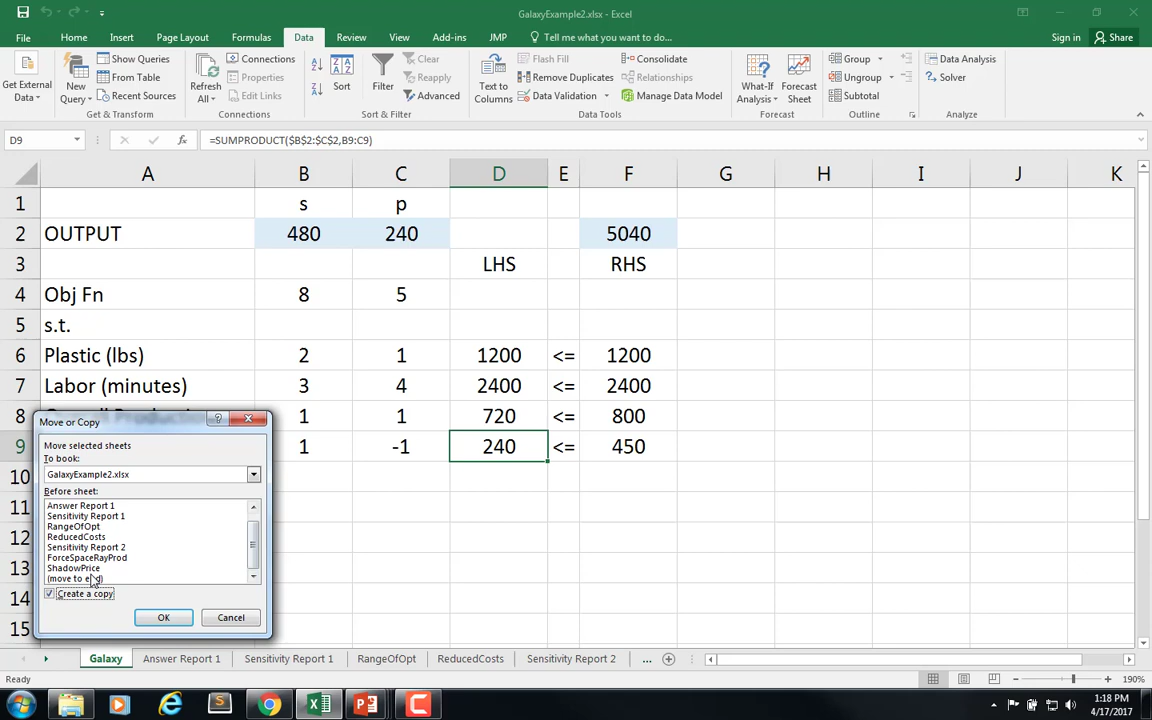 GalaxyExample2.xlsx - Excel
File Home Insert Page Layout Formulas Data Review View Add-ins JMP Tell me what you want to do... Sign in Share
Get External Data
New Query
Show Queries
From Table
Recent Sources
Get & Transform
Refresh All
Connections
Properties
Edit Links
Connections
Sort
Filter
Clear
Reapply
Advanced
Sort & Filter
Text to Columns
Flash Fill
Remove Duplicates
Data Validation
Consolidate
Relationships
Manage Data Model
Data Tools
What-If Analysis
Forecast Sheet
Forecast
Group
Ungroup
Subtotal
Outline
Data Analysis
Solver
Analyze
D9 fx =SUMPRODUCT($B$2:$C$2,B9:C9)
A B C D E F G H I J K
1 s p
2 OUTPUT 480 240 5040
3 LHS RHS
4 Obj Fn 8 5
5 s.t.
6 Plastic (lbs) 2 1 1200 <= 1200
7 Labor (minutes) 3 4 2400 <= 2400
8 1 1 720 <= 800
9 1 -1 240 <= 450
10
11
12
13
14
15
Move or Copy ?
Move selected sheets
To book:
GalaxyExample2.xlsx
Before sheet:
Answer Report 1
Sensitivity Report 1
RangeOfOpt
ReducedCosts
Sensitivity Report 2
ForceSpaceRayProd
ShadowPrice
(move to end)
Create a copy
OK Cancel
Galaxy Answer Report 1 Sensitivity Report 1 RangeOfOpt ReducedCosts Sensitivity Report 2 ...
Ready 190%
1:18 PM
4/17/2017